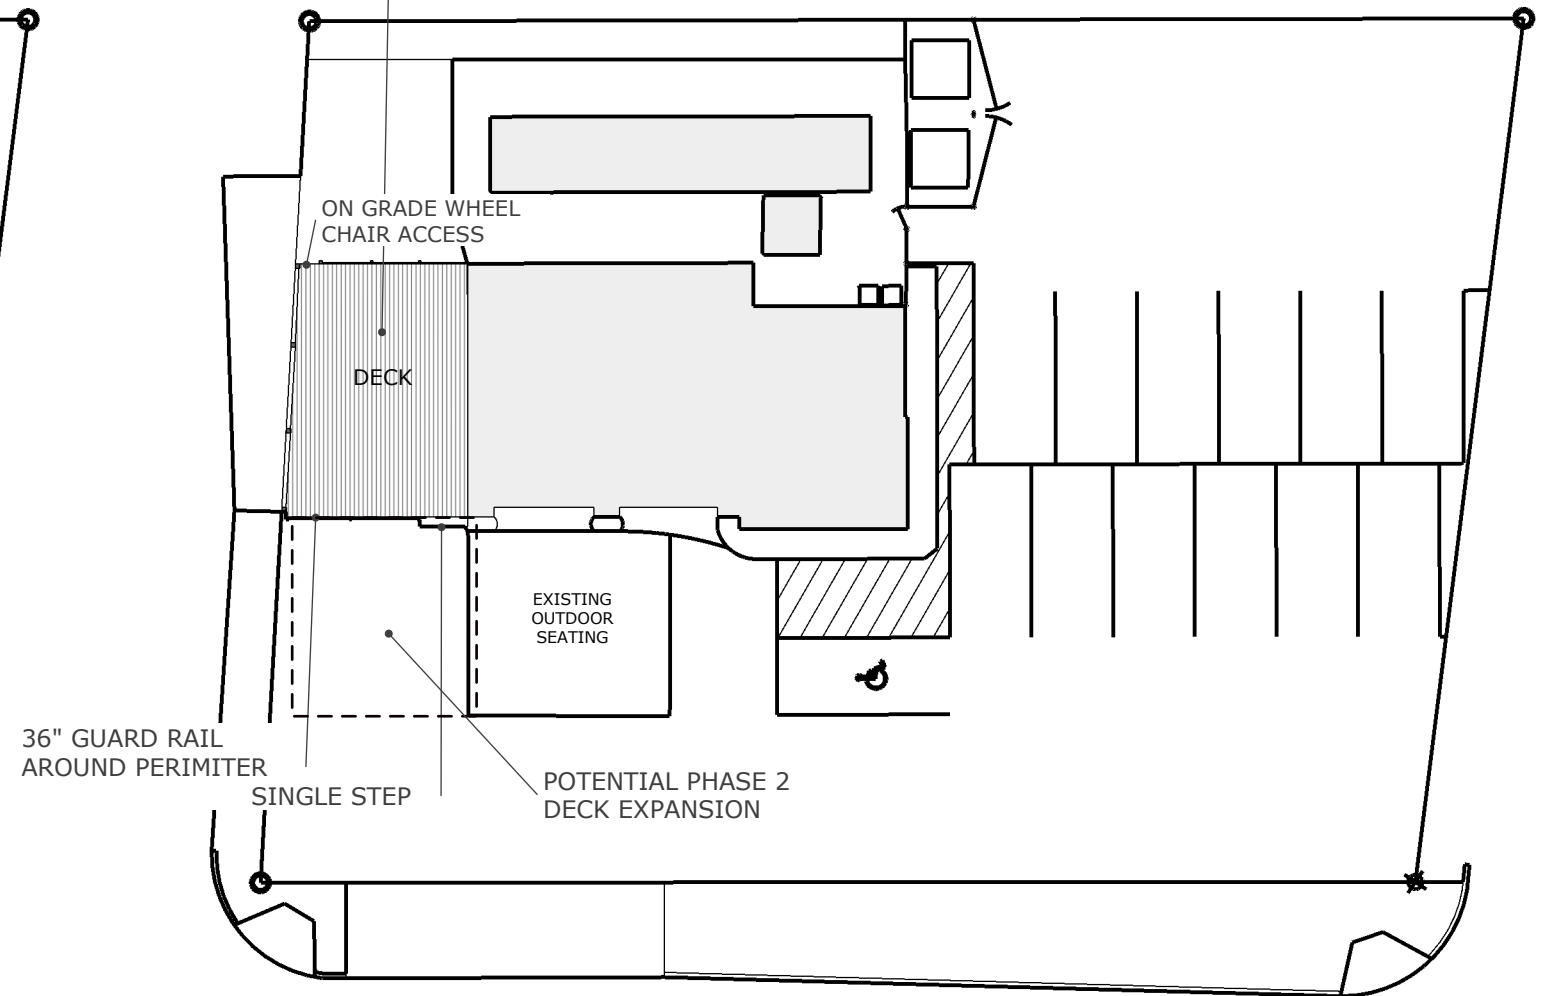 ON GRADE WHEEL
CHAIR ACCESS
DECK
EXISTING
OUTDOOR
SEATING
36" GUARD RAIL
AROUND PERIMITER
SINGLE STEP
POTENTIAL PHASE 2
DECK EXPANSION